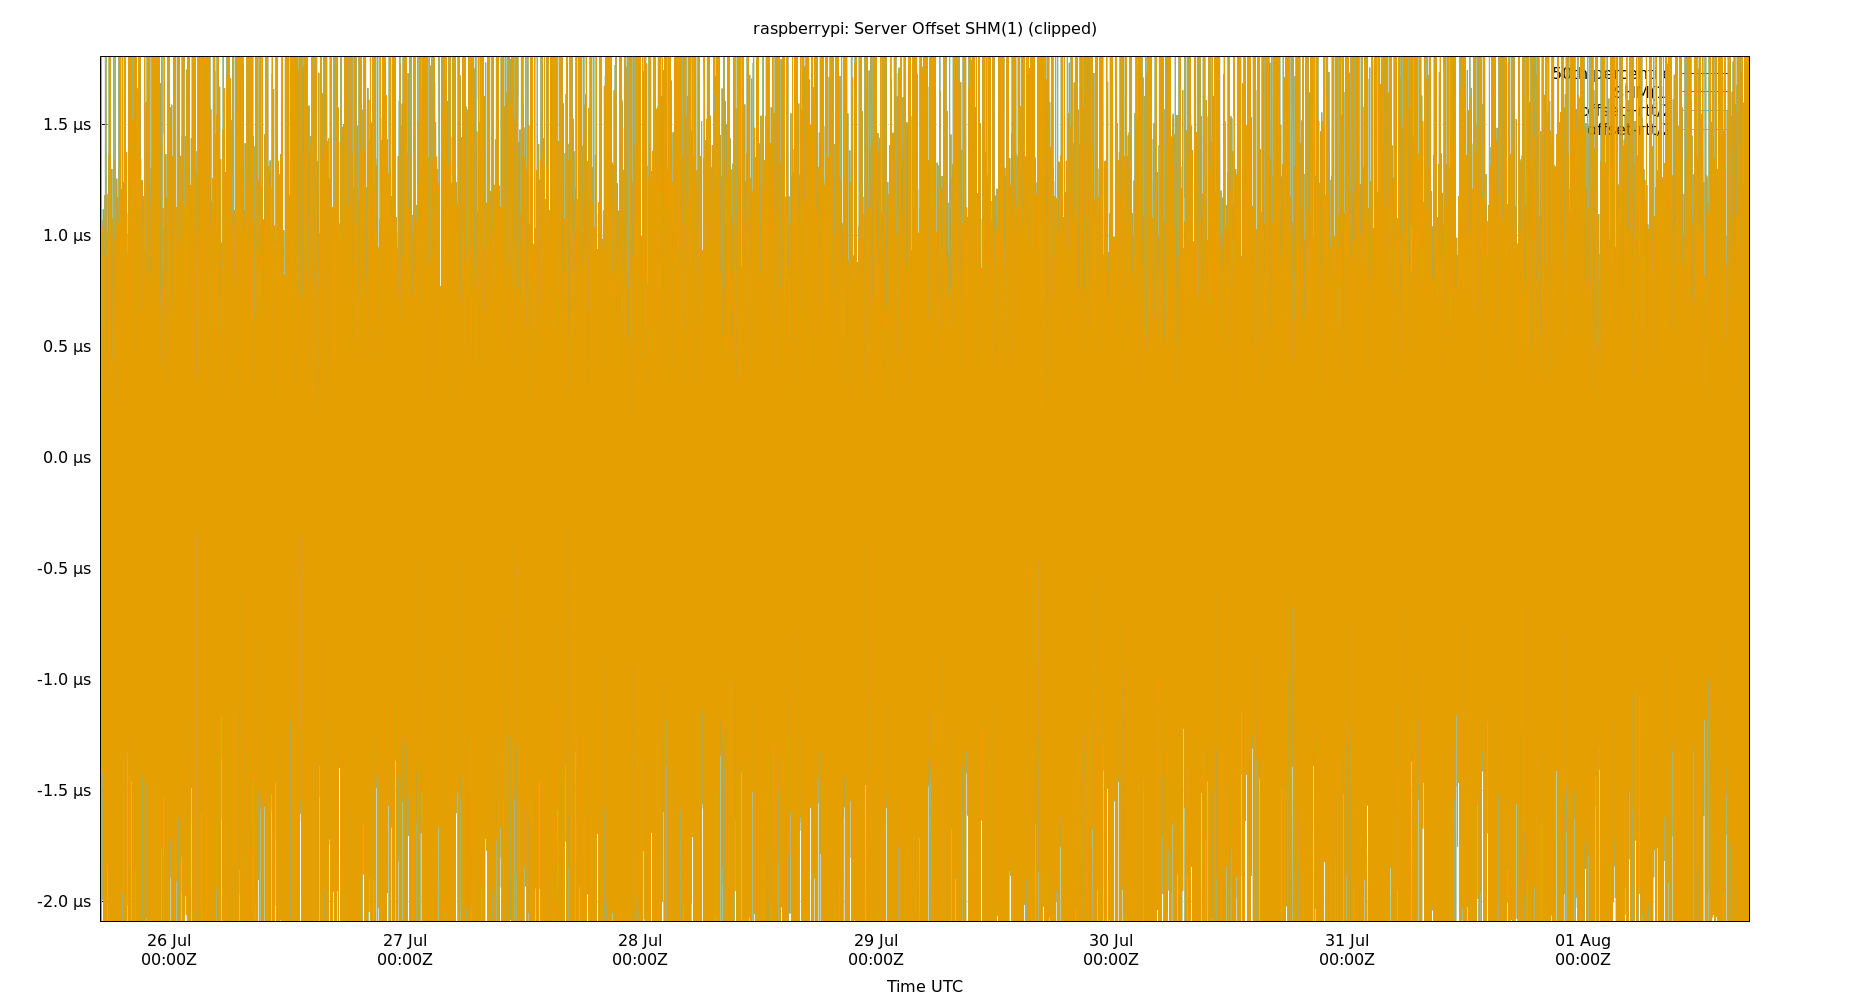 raspberrypi: Server Offset SHM(1) (clipped)
1.5 µs
1.0 µs
0.5 µs
0.0 µs
-0.5 µs
-1.0 µs
-1.5 µs
-2.0 µs
26 Jul 27 Jul 28 Jul 29 Jul 30 Jul 31 Jul 01 Aug
00:00Z 00:00Z 00:00Z 00:00Z 00:00Z 00:00Z 00:00Z
Time UTC